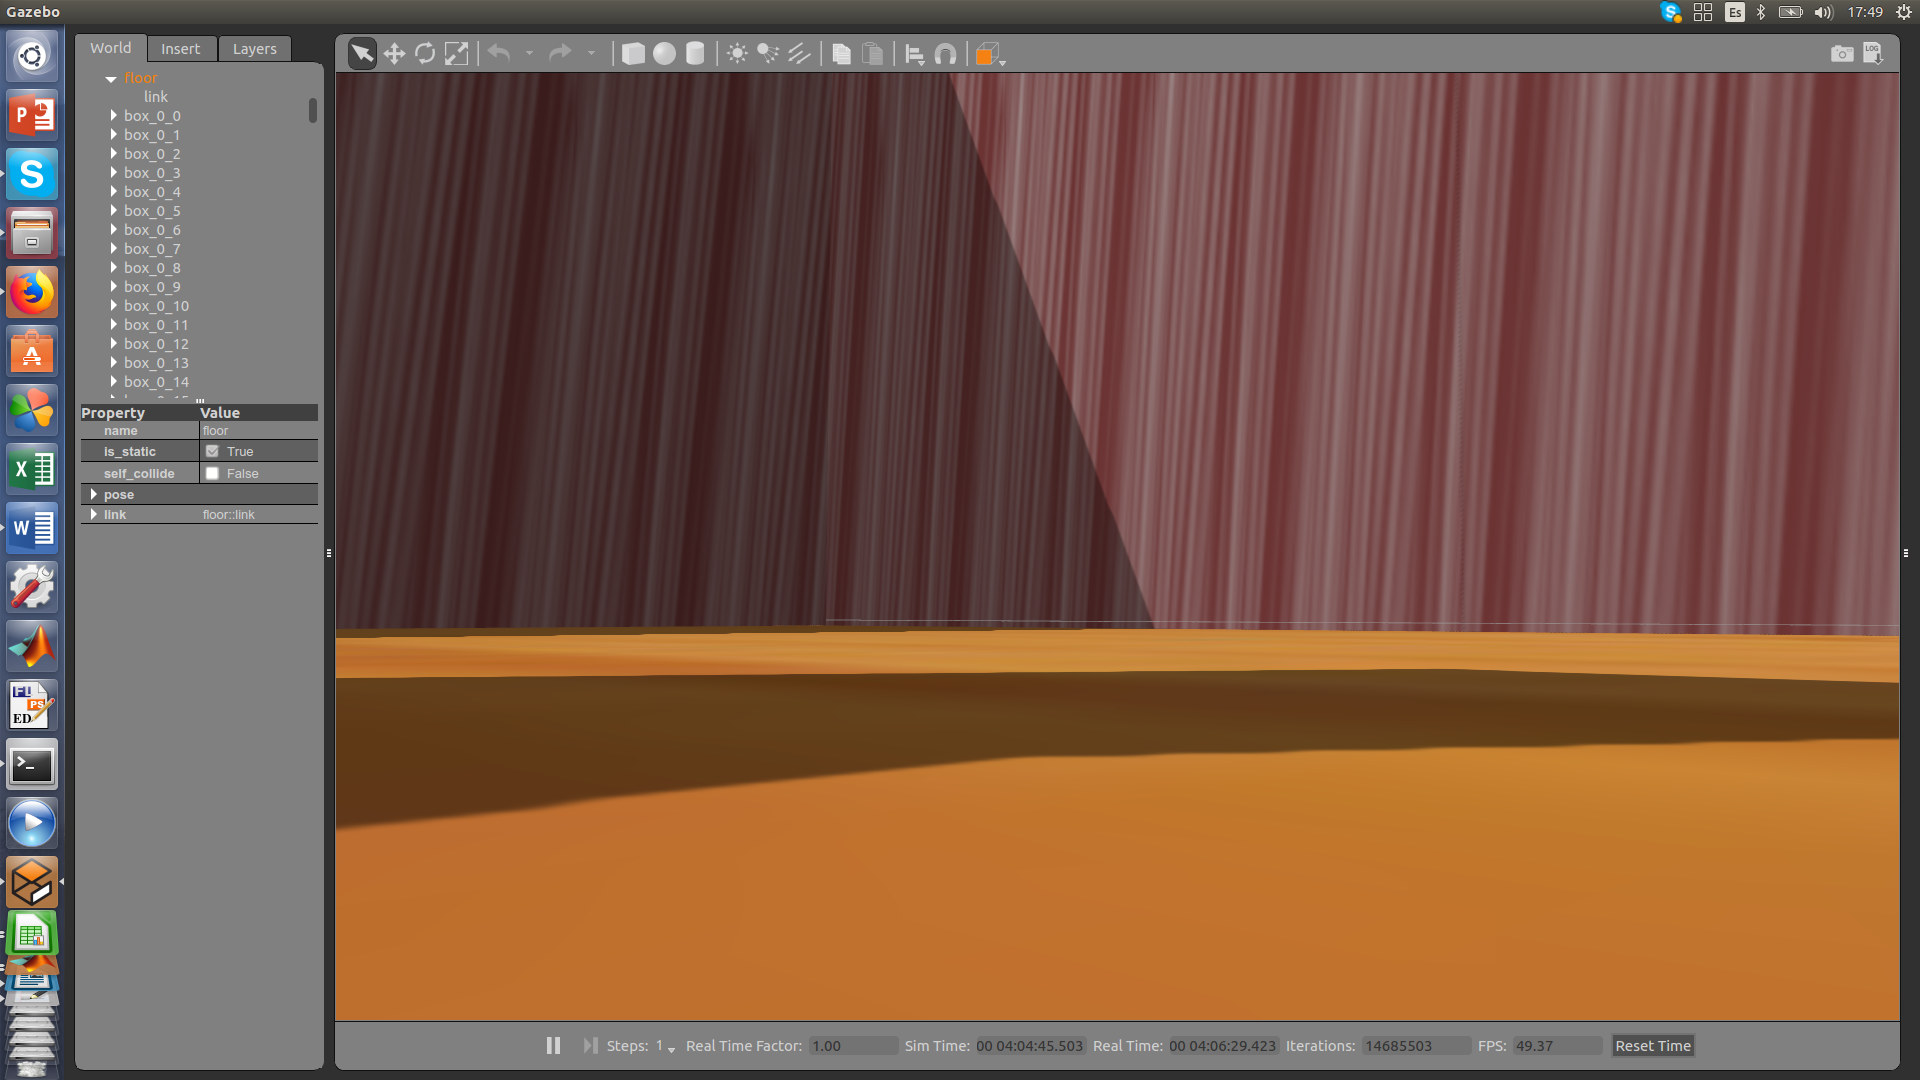 Gazebo
Es
17:49
World Insert Layers
LOG
floor
link
box_0_0
box_0_1
box_0_2
box_0_3
box_0_4
box_0_5
box_0_6
box_0_7
box_0_8
box_0_9
box_0_10
box_0_11
box_0_12
box_0_13
box_0_14
Property Value
name floor
is_static True
self_collide False
pose
link floor::link
Steps: 1 Real Time Factor: 1.00 Sim Time: 00 04:04:45.503 Real Time: 00 04:06:29.423 Iterations: 14685503 FPS: 49.37 Reset Time
P
S
A
X
W
PS
ED
>_